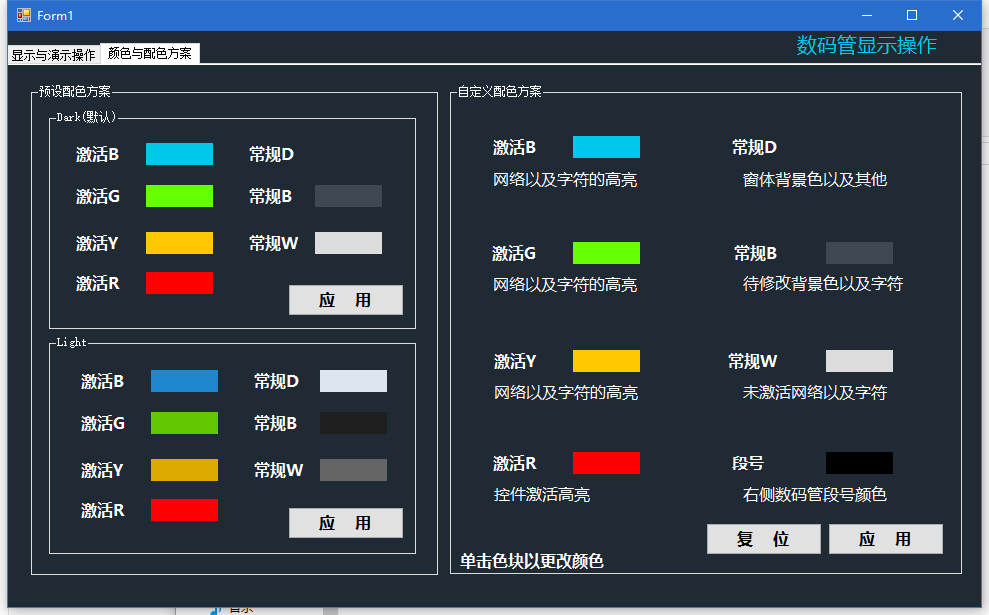 Form1
数码管显示操作
显示与演示操作 颜色与配色方案
预设配色方案
Dark(默认)
激活B 常规D
激活G 常规B
激活Y 常规W
激活R
应 用
Light
激活B 常规D
激活G 常规B
激活Y 常规W
激活R
应 用
自定义配色方案
激活B 常规D
网络以及字符的高亮 窗体背景色以及其他
激活G 常规B
网络以及字符的高亮 待修改背景色以及字符
激活Y 常规W
网络以及字符的高亮 未激活网络以及字符
激活R 段号
控件激活高亮 右侧数码管段号颜色
复 位 应 用
单击色块以更改颜色
音乐